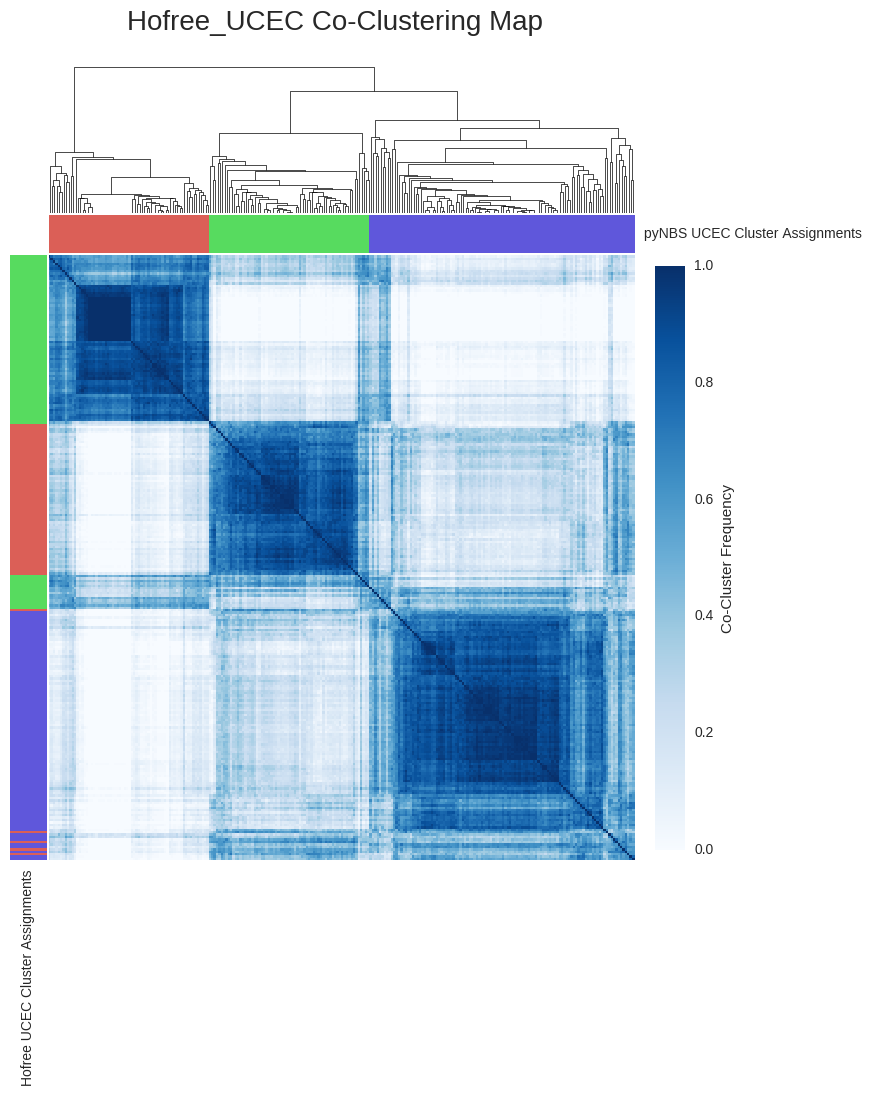 Hofree_UCEC Co-Clustering Map
pyNBS UCEC Cluster Assignments
1.0
0.8
0.6
0.4
0.2
0.0
Co-Cluster Frequency
Hofree UCEC Cluster Assignments